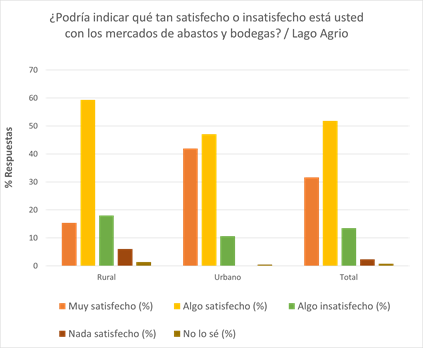 ¿Podría indicar qué tan satisfecho o insatisfecho está usted
con los mercados de abastos y bodegas? / Lago Agrio
% Respuestas
70
60
50
40
30
20
10
0
Rural Urbano Total
Muy satisfecho (%) Algo satisfecho (%) Algo insatisfecho (%)
Nada satisfecho (%) No lo sé (%)